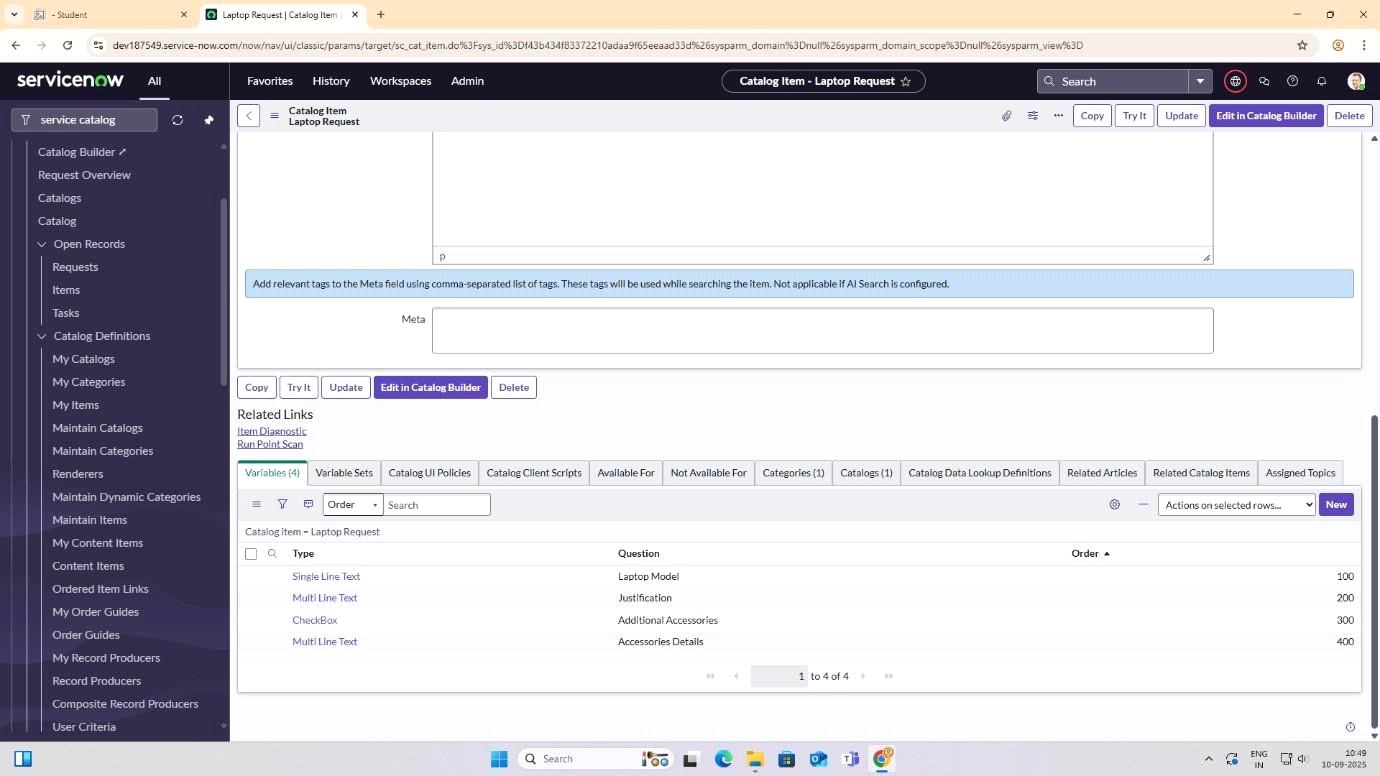 - Student
Laptop Request | Catalog Item |
dev187549.service-now.com/now/nav/ui/classic/params/target/sc_cat_item.do%3Fsys_id%3Df43b434f83372210adaa9f65eeaad33d%26sysparm_domain%3Dnull%26sysparm_domain_scope%3Dnull%26sysparm_view%3D
servicenow
All
Favorites
History
Workspaces
Admin
Catalog Item - Laptop Request
Search
service catalog
Catalog Item
Laptop Request
Copy
Try It
Update
Edit in Catalog Builder
Delete
Catalog Builder
Request Overview
Catalogs
Catalog
Open Records
Requests
Items
Tasks
Catalog Definitions
My Catalogs
My Categories
My Items
Maintain Catalogs
Maintain Categories
Renderers
Maintain Dynamic Categories
Maintain Items
My Content Items
Content Items
Ordered Item Links
My Order Guides
Order Guides
My Record Producers
Record Producers
Composite Record Producers
User Criteria
p
Add relevant tags to the Meta field using comma-separated list of tags. These tags will be used while searching the item. Not applicable if AI Search is configured.
Meta
Copy
Try It
Update
Edit in Catalog Builder
Delete
Related Links
Item Diagnostic
Run Point Scan
Variables (4)
Variable Sets
Catalog UI Policies
Catalog Client Scripts
Available For
Not Available For
Categories (1)
Catalogs (1)
Catalog Data Lookup Definitions
Related Articles
Related Catalog Items
Assigned Topics
Order
Search
Actions on selected rows...
New
Catalog item = Laptop Request
Type Question Order
Single Line Text Laptop Model 100
Multi Line Text Justification 200
CheckBox Additional Accessories 300
Multi Line Text Accessories Details 400
1 to 4 of 4
Search
ENG
IN
10:49
10-09-2025